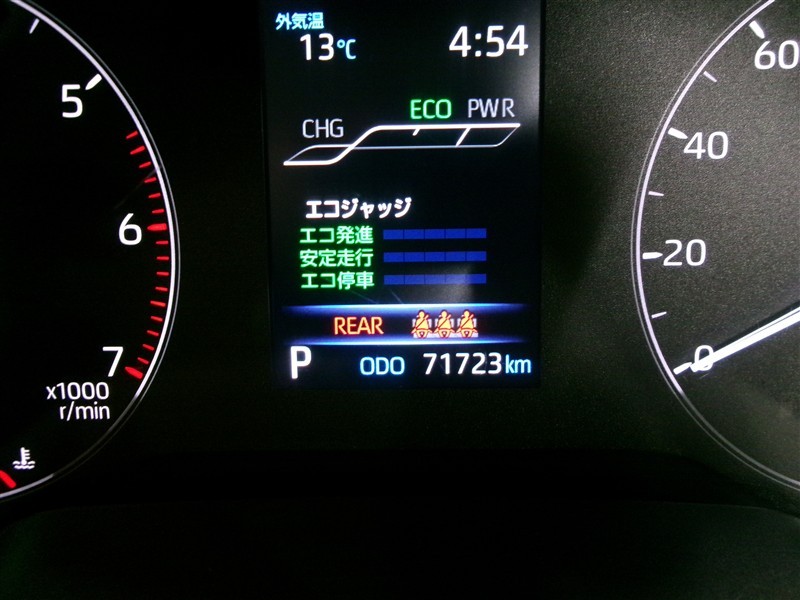 外気温
13℃ 4:54
ECO PWR
CHG
エコジャッジ
エコ発進
安定走行
エコ停車
REAR
P ODO 71723 km
5
6
7
x1000
r/min
60
40
20
0